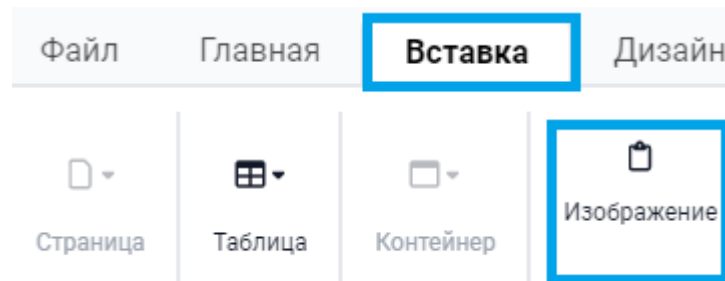 Файл Главная Вставка Дизайн
Изображение
Страница Таблица Контейнер